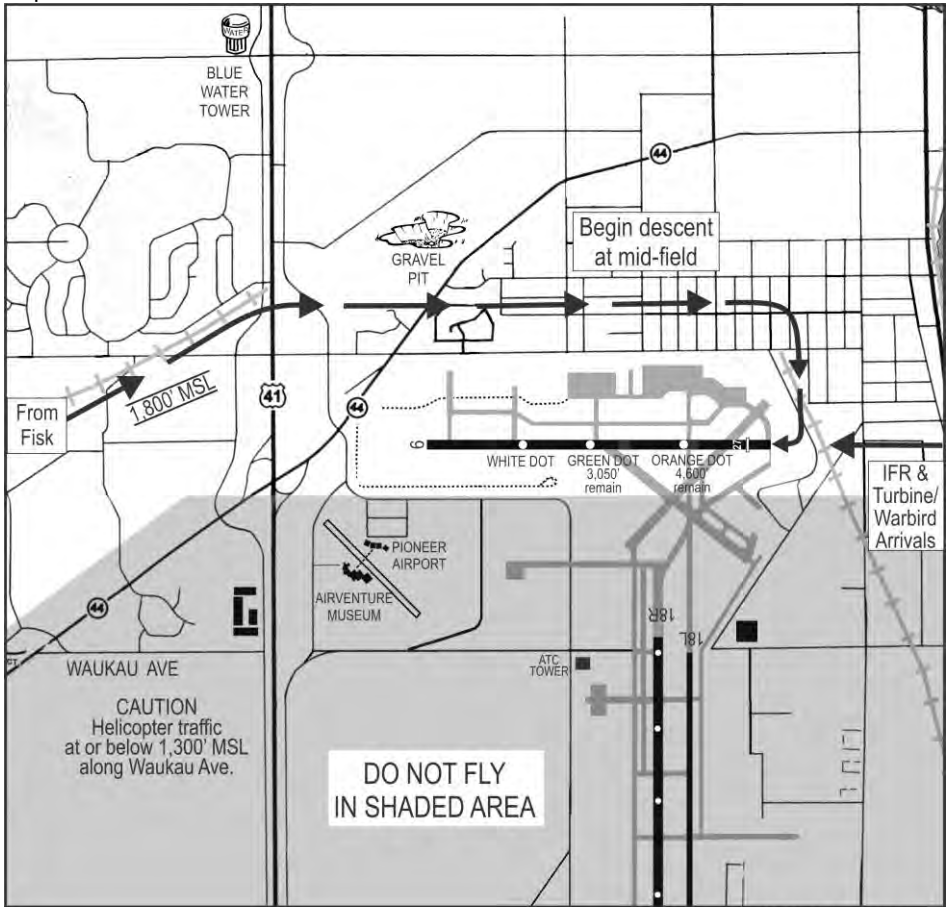 WATER
BLUE
WATER
TOWER
44
GRAVEL
PIT
Begin descent
at mid-field
From
Fisk
1,800' MSL
41
44
9
27
WHITE DOT
GREEN DOT
3,050'
remain
ORANGE DOT
4,600'
remain
IFR &
Turbine/
Warbird
Arrivals
PIONEER
AIRPORT
AIRVENTURE
MUSEUM
44
18R
18L
WAUKAU AVE
ATC
TOWER
CAUTION
Helicopter traffic
at or below 1,300' MSL
along Waukau Ave.
DO NOT FLY
IN SHADED AREA